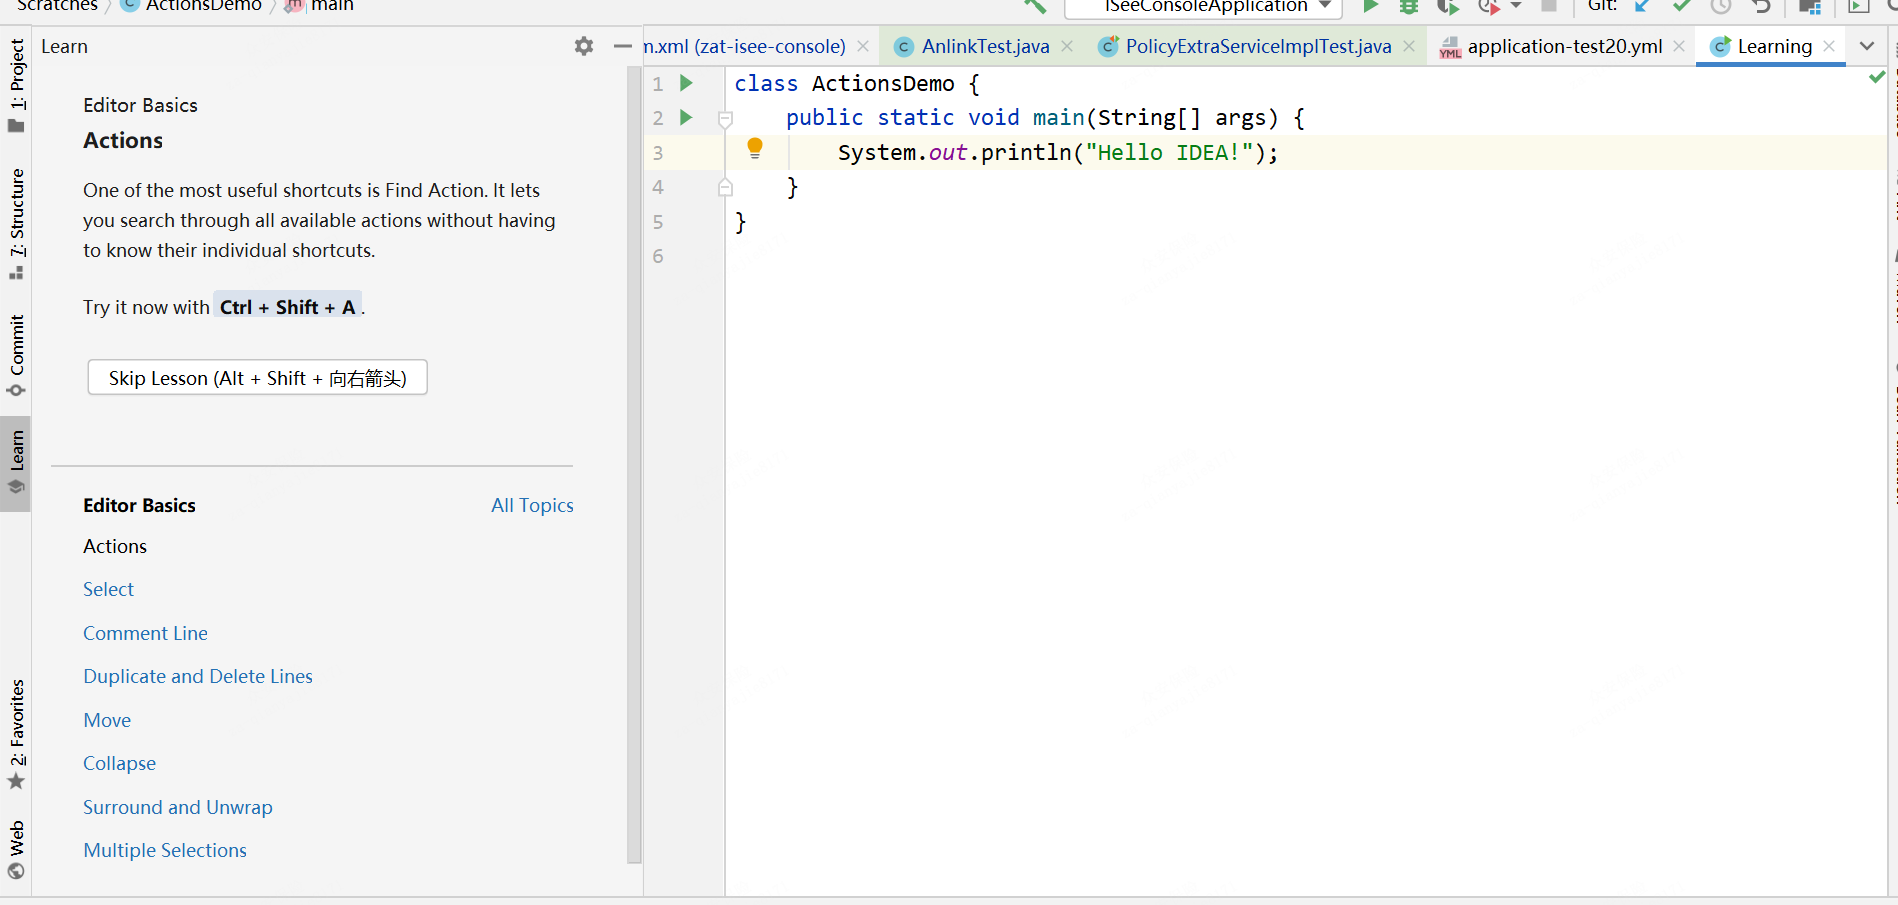 Scratches ActionsDemo main
ISeeConsoleApplication Git:
1: Project
7: Structure
Commit
Learn
2: Favorites
Web
Learn
m.xml (zat-isee-console) AnlinkTest.java PolicyExtraServiceImplTest.java application-test20.yml Learning
Editor Basics
Actions
One of the most useful shortcuts is Find Action. It lets
you search through all available actions without having
to know their individual shortcuts.
Try it now with Ctrl + Shift + A.
Skip Lesson (Alt + Shift + 向右箭头)
Editor Basics All Topics
Actions
Select
Comment Line
Duplicate and Delete Lines
Move
Collapse
Surround and Unwrap
Multiple Selections
1 class ActionsDemo {
2 public static void main(String[] args) {
3 System.out.println("Hello IDEA!");
4 }
5 }
6